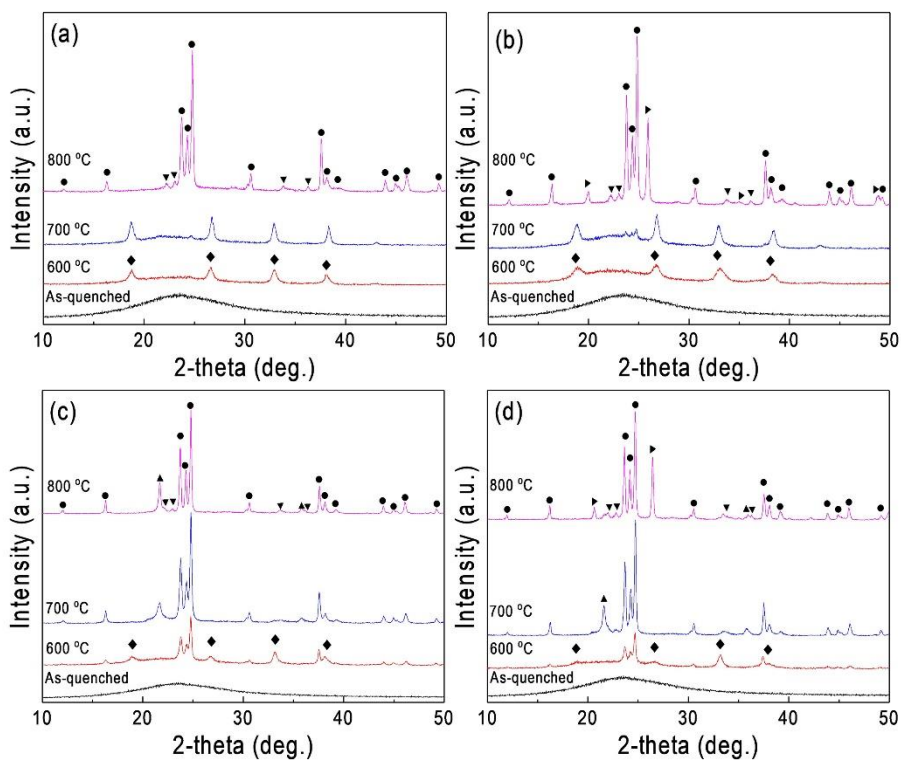 (a)
Intensity (a.u.)
800 °C
700 °C
600 °C
As-quenched
10 20 30 40 50
2-theta (deg.)
(b)
Intensity (a.u.)
800 °C
700 °C
600 °C
As-quenched
10 20 30 40 50
2-theta (deg.)
(c)
Intensity (a.u.)
800 °C
700 °C
600 °C
As-quenched
10 20 30 40 50
2-theta (deg.)
(d)
Intensity (a.u.)
800 °C
700 °C
600 °C
As-quenched
10 20 30 40 50
2-theta (deg.)